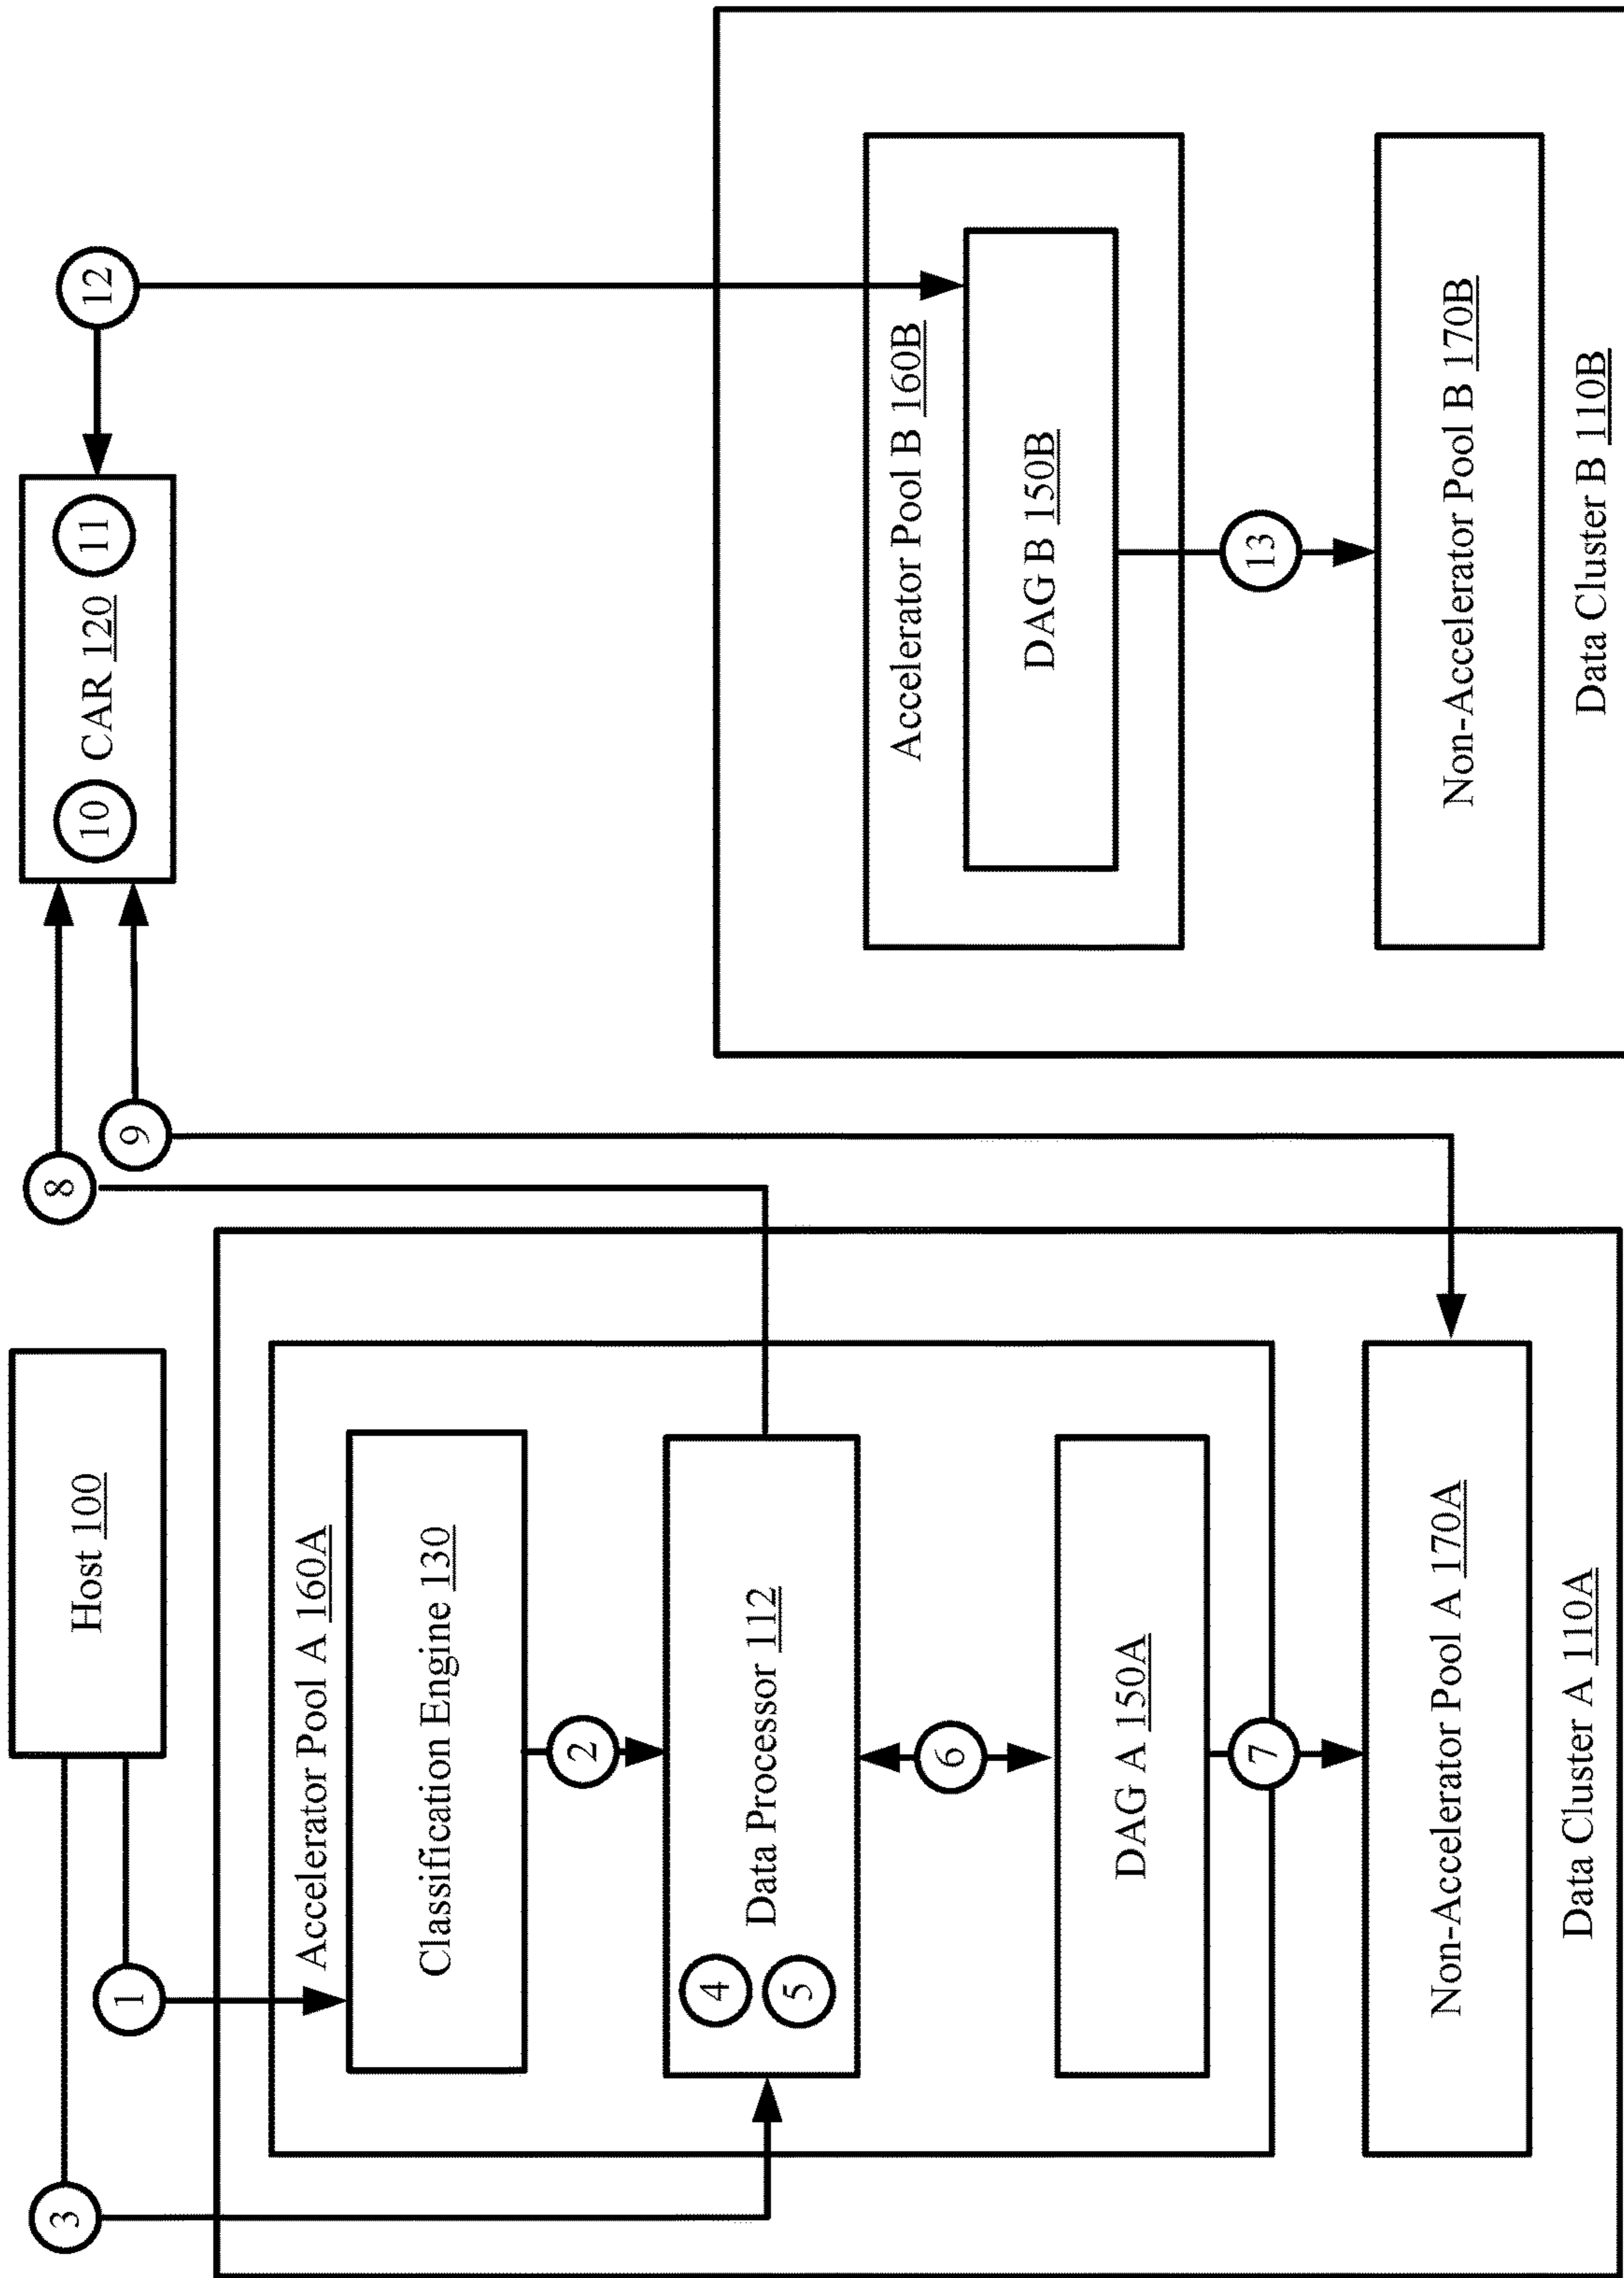 Host 100
CAR 120
10
11
12
8
9
3
1
Accelerator Pool A 160A
Classification Engine 130
2
Data Processor 112
4
5
6
DAG A 150A
7
Non-Accelerator Pool A 170A
Data Cluster A 110A
Accelerator Pool B 160B
DAG B 150B
13
Non-Accelerator Pool B 170B
Data Cluster B 110B